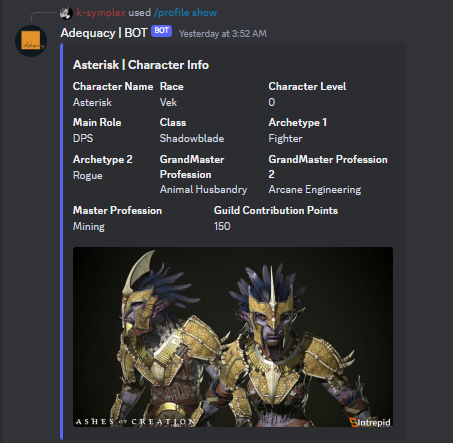 k-symplex used /profile show
Adequacy | BOT BOT Yesterday at 3:52 AM
Asterisk | Character Info
Character Name Race Character Level
Asterisk Vek 0
Main Role Class Archetype 1
DPS Shadowblade Fighter
Archetype 2 GrandMaster GrandMaster Profession
Rogue Profession 2
Animal Husbandry Arcane Engineering
Master Profession Guild Contribution Points
Mining 150
ASHES OF CREATION Intrepid